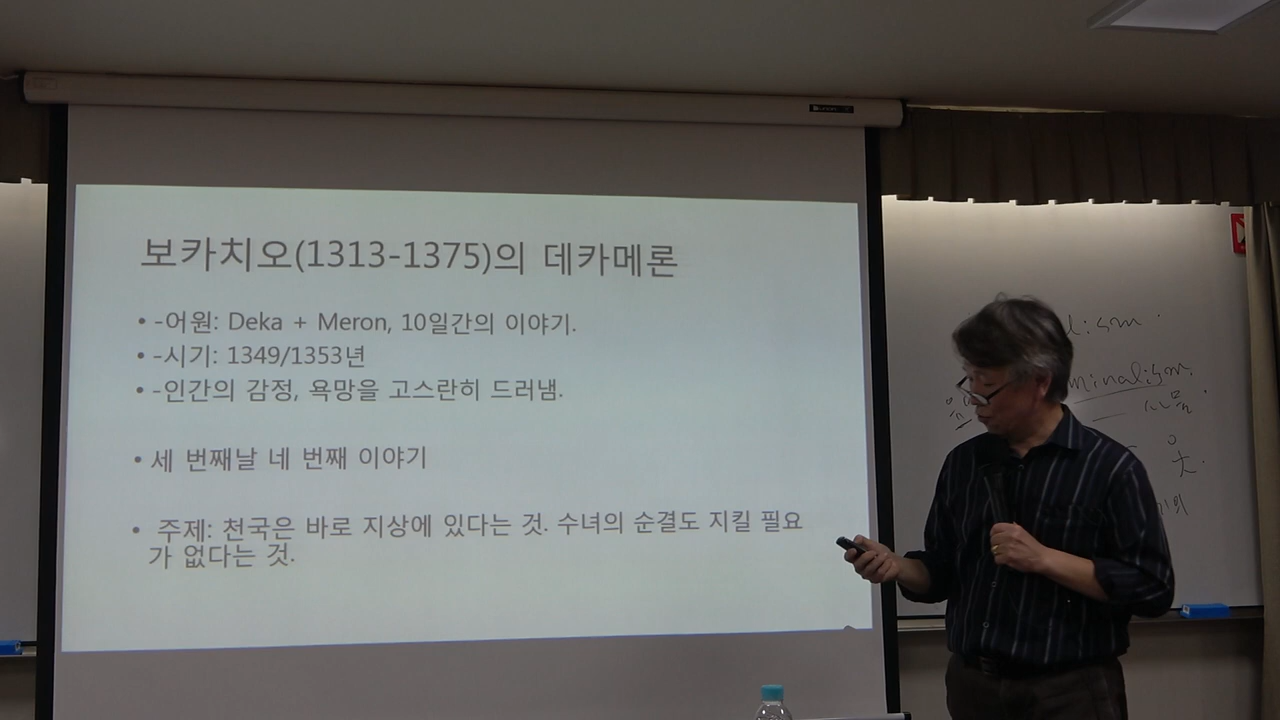 보카치오(1313-1375)의 데카메론
• -어원: Deka + Meron, 10일간의 이야기.
• -시기: 1349/1353년
• -인간의 감정, 욕망을 고스란히 드러냄.
• 세 번째날 네 번째 이야기
• 주제: 천국은 바로 지상에 있다는 것. 수녀의 순결도 지킬 필요
가 없다는 것.
lism.
minalism.
옷.